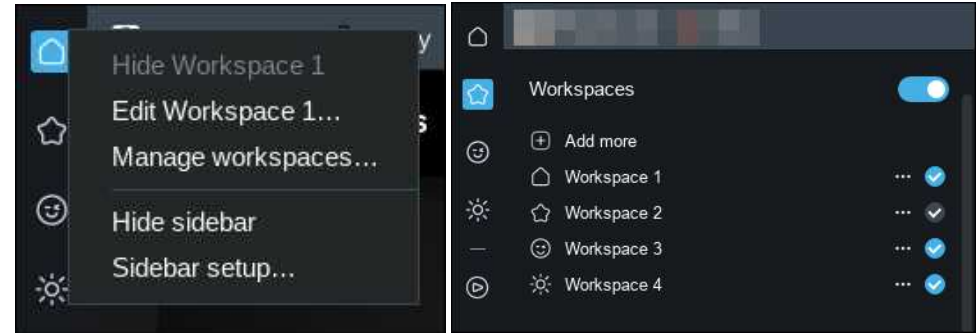 Hide Workspace 1
Edit Workspace 1...
Manage workspaces...
Hide sidebar
Sidebar setup...
Workspaces
Add more
Workspace 1
Workspace 2
Workspace 3
Workspace 4